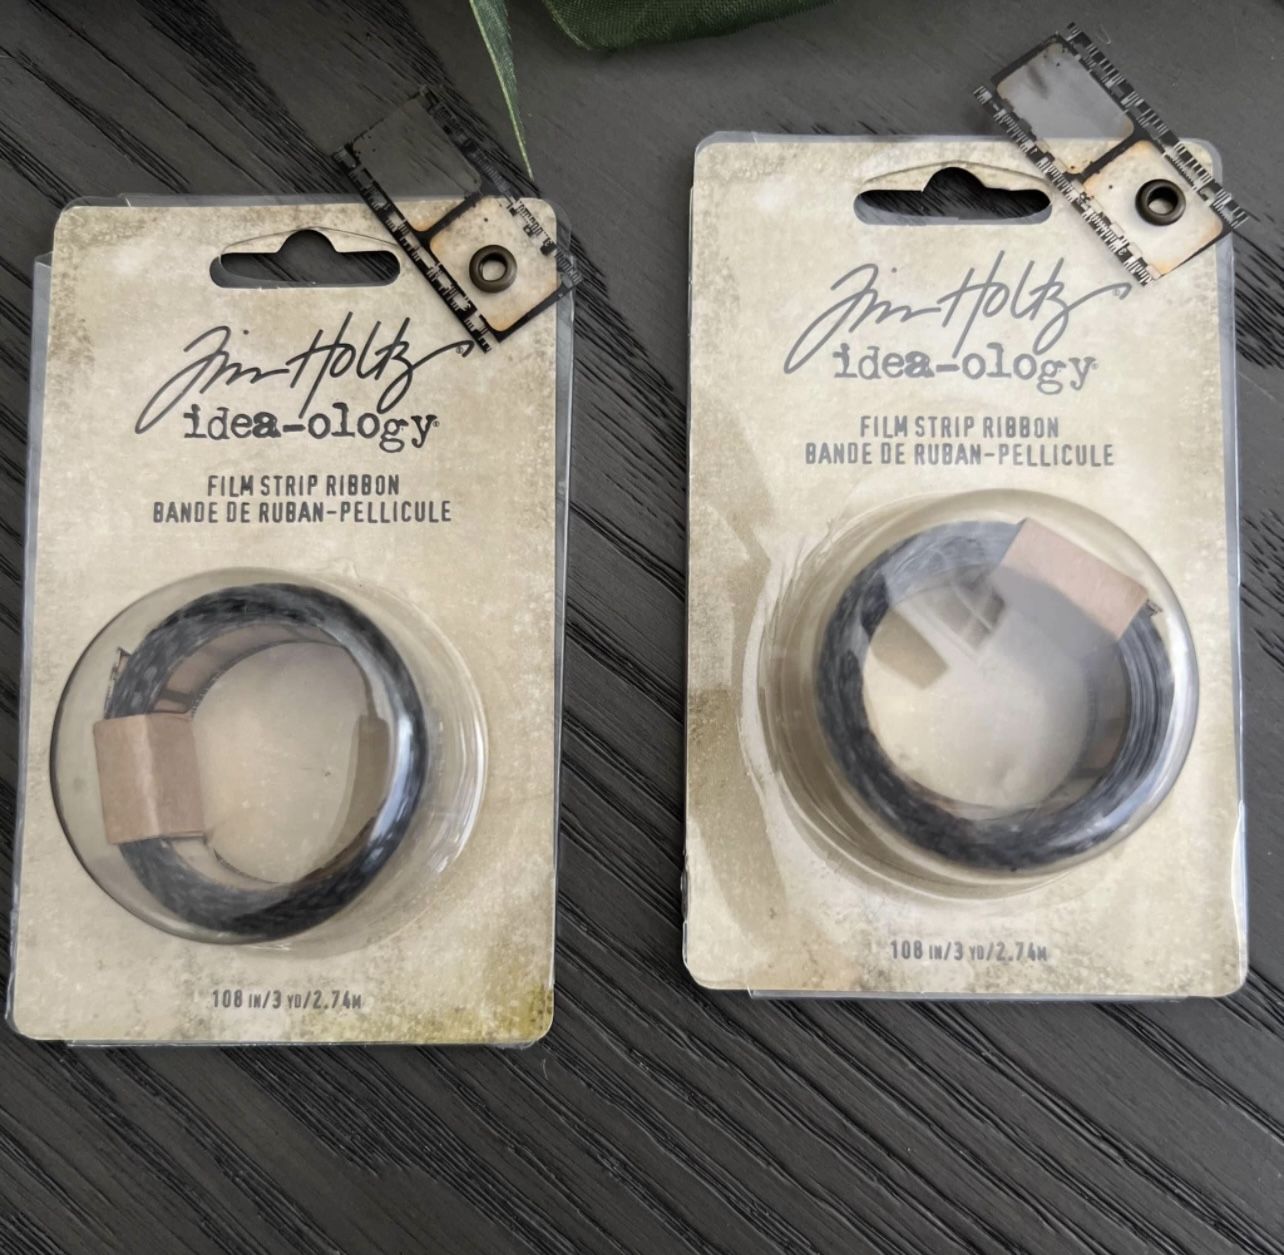 Tim Holtz
idea-ology
FILM STRIP RIBBON
BANDE DE RUBAN-PELLICULE
108 IN/3 YD/2.74M
Tim Holtz
idea-ology
FILM STRIP RIBBON
BANDE DE RUBAN-PELLICULE
108 IN/3 YD/2.74M